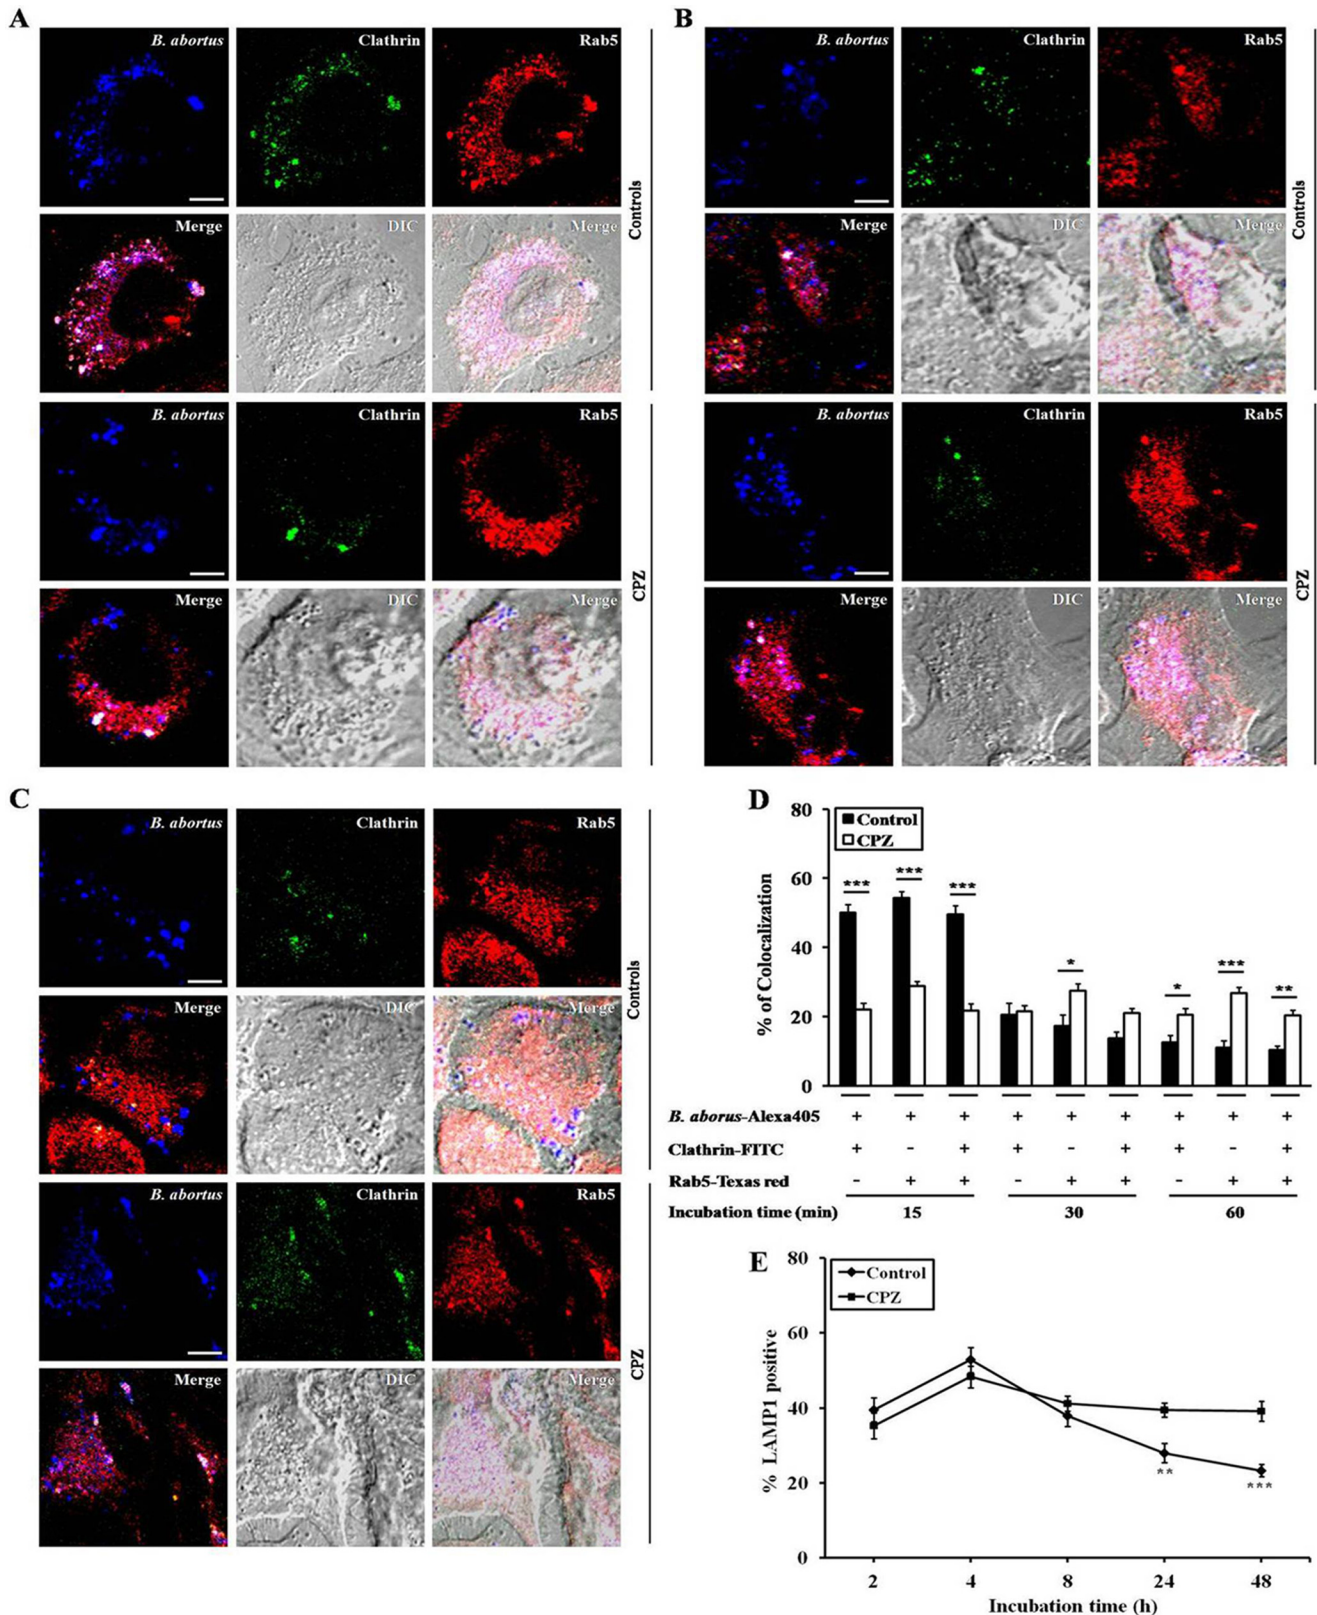 A
B. abortus Clathrin Rab5
Merge DIC Merge
Controls
B. abortus Clathrin Rab5
Merge DIC Merge
CPZ
B
B. abortus Clathrin Rab5
Merge DIC Merge
Controls
B. abortus Clathrin Rab5
Merge DIC Merge
CPZ
C
B. abortus Clathrin Rab5
Merge DIC Merge
Controls
B. abortus Clathrin Rab5
Merge DIC Merge
CPZ
D
Control
CPZ
% of Colocalization
80
60
40
20
0
*** *** *** * * *** **
B. aborus-Alexa405 + + + + + + + + +
Clathrin-FITC + - + + - + + - +
Rab5-Texas red - + + - + + - + +
Incubation time (min) 15 30 60
E
Control
CPZ
% LAMP1 positive
80
60
40
20
0
** ***
2 4 8 24 48
Incubation time (h)